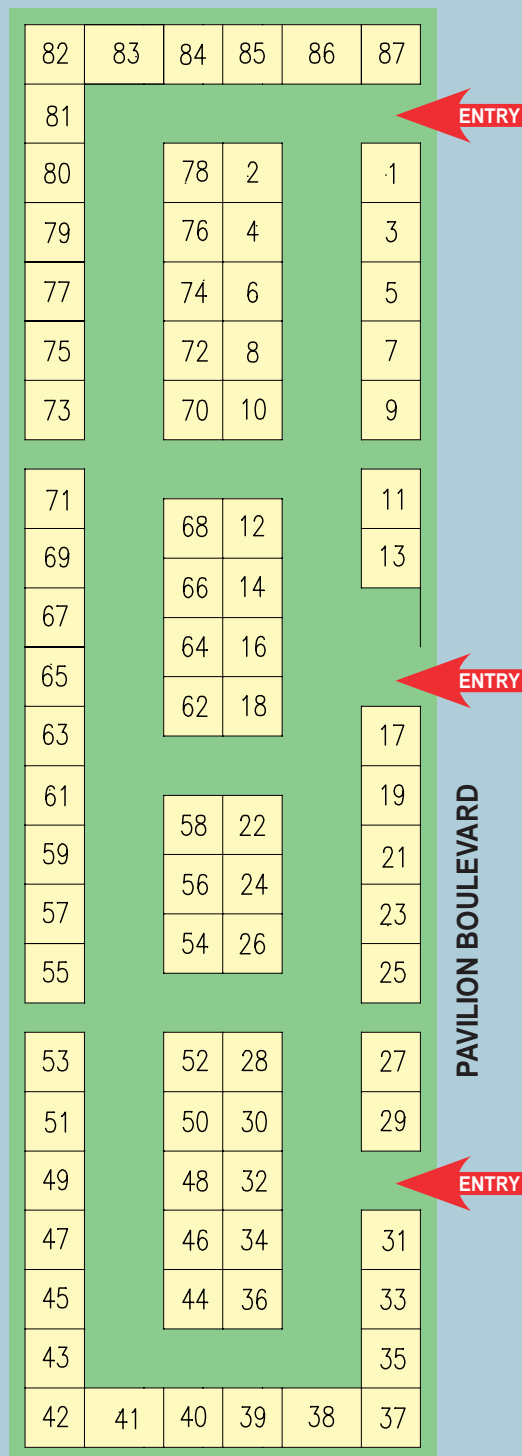 82 83 84 85 86 87
81 ENTRY
80 78 2 1
79 76 4 3
77 74 6 5
75 72 8 7
73 70 10 9
71 11
68 12
69 13
66 14
67
64 16
65 ENTRY
62 18
63 17
61 19
58 22
59 21
56 24
57 23
54 26
55 25
PAVILION BOULEVARD
53 52 28 27
51 50 30 29
49 48 32 ENTRY
47 46 34 31
45 44 36 33
43 35
42 41 40 39 38 37